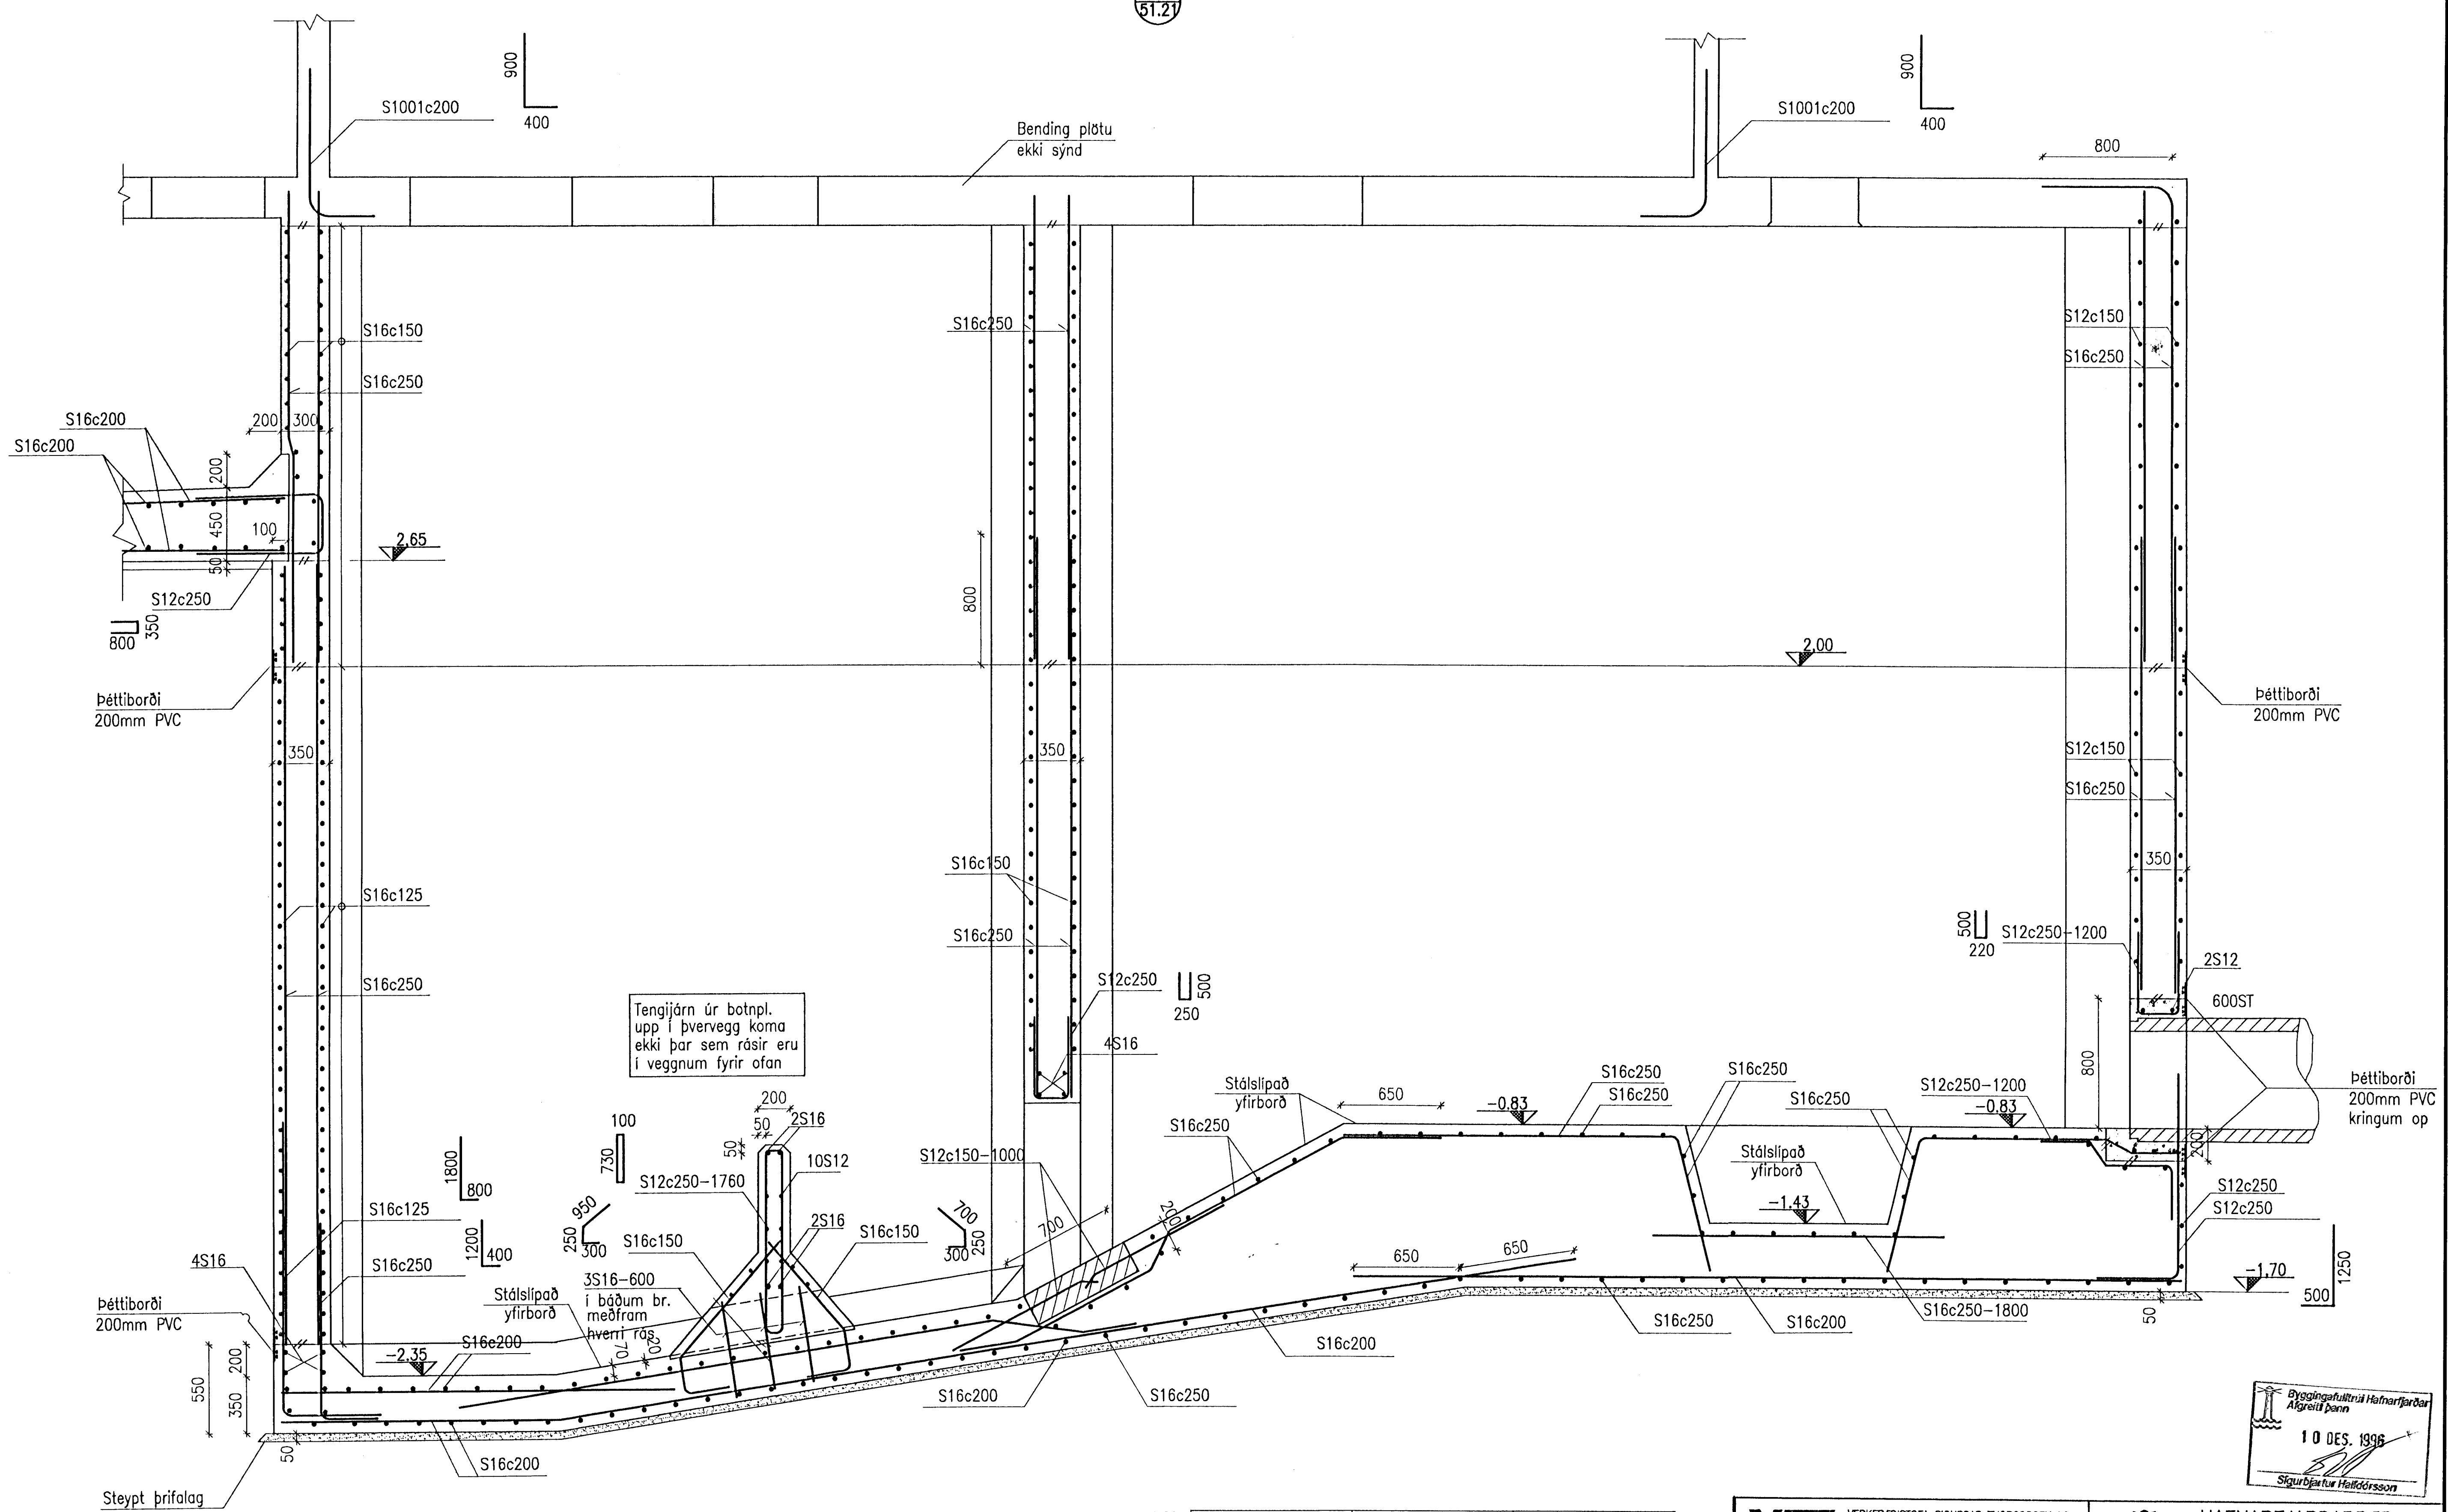 51.21
900
400
S1001c200
Bending plötu
ekki sýnd
S1001c200
900
400
800
S16c150
S16c250
S16c200
S16c200
200
300
200
450
50
100
2,65
S12c250
350
800
S16c250
S12c150
S16c250
800
2,00
Þéttiborði
200mm PVC
Þéttiborði
200mm PVC
350
350
S12c150
S16c250
350
S16c125
S16c250
S16c150
S16c250
S12c250
500
250
4S16
500
220
S12c250-1200
2S12
600ST
800
Tengijárn úr botnpl.
upp í þvervegg koma
ekki þar sem rásir eru
í veggnum fyrir ofan
Stálslípað
yfirborð
650
S16c250
S16c250
-0.83
S16c250
S16c250
S12c250-1200
-0.83
Þéttiborði
200mm PVC
kringum op
200
S16c250
Stálslípað
yfirborð
-1.43
S12c250
S12c250
1250
500
-1,70
50
200
50
50
2S16
10S12
S12c250-1760
2S16
S12c150-1000
100
730
1800
800
1200
400
950
250
300
700
250
300
S16c150
S16c150
3S16-600
í báðum br.
meðfram
hverri rás
700
200
650
650
S16c125
S16c250
4S16
Þéttiborði
200mm PVC
Stálslípað
yfirborð
-2,35
S16c200
70
20
550
200
350
50
S16c200
Steypt þrifalag
S16c200
S16c250
S16c200
S16c250
S16c200
S16c250-1800
Byggingafulltrúi Hafnarfjarðar
Afgreitt þann
10 DES. 1996
Sigurbjartur Halldórsson